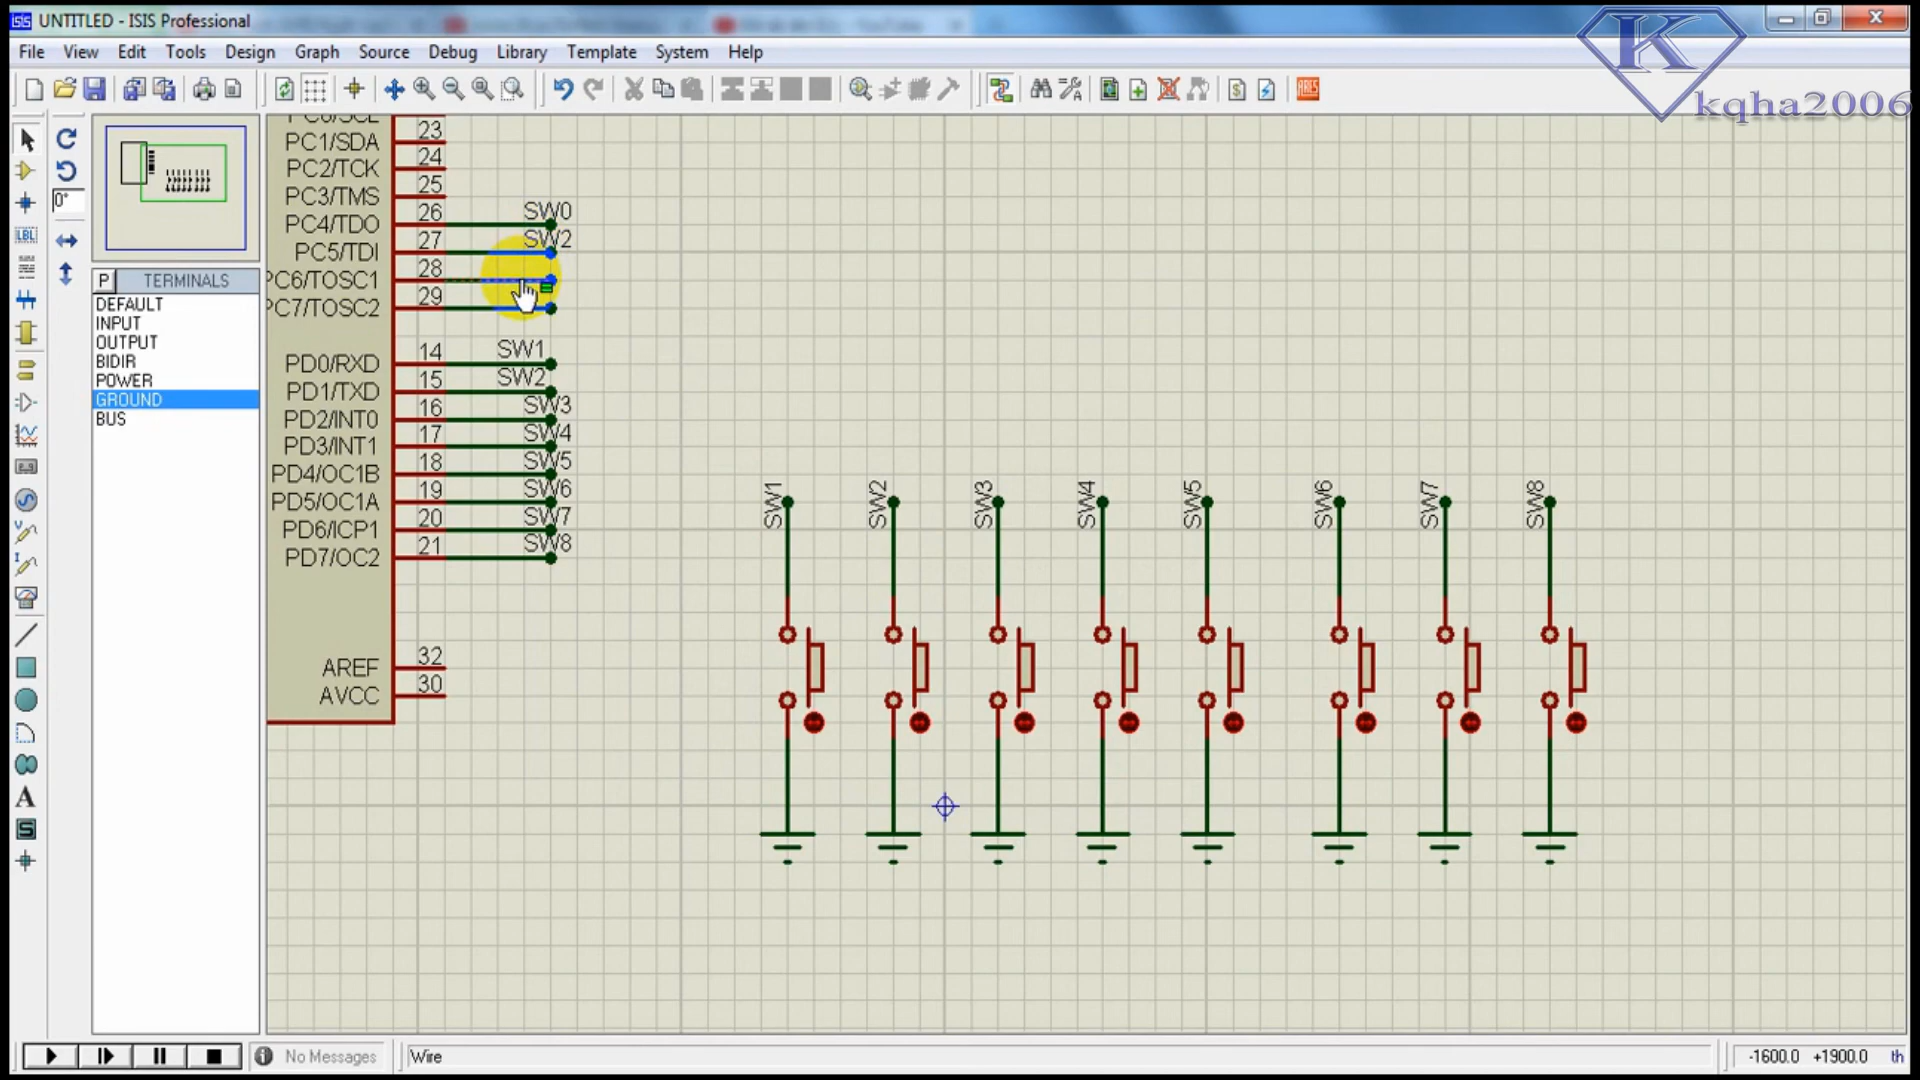 UNTITLED - ISIS Professional
File View Edit Tools Design Graph Source Debug Library Template System Help
K
kqha2006
ARES
0°
LBL
P TERMINALS
DEFAULT
INPUT
OUTPUT
BIDIR
POWER
GROUND
BUS
PC0/SCL
PC1/SDA 23
PC2/TCK 24
PC3/TMS 25
PC4/TDO 26 SW0
PC5/TDI 27 SW2
PC6/TOSC1 28
PC7/TOSC2 29
PD0/RXD 14 SW1
PD1/TXD 15 SW2
PD2/INT0 16 SW3
PD3/INT1 17 SW4
PD4/OC1B 18 SW5
PD5/OC1A 19 SW6
PD6/ICP1 20 SW7
PD7/OC2 21 SW8
AREF 32
AVCC 30
SW1 SW2 SW3 SW4 SW5 SW6 SW7 SW8
A
S
No Messages Wire -1600.0 +1900.0 th